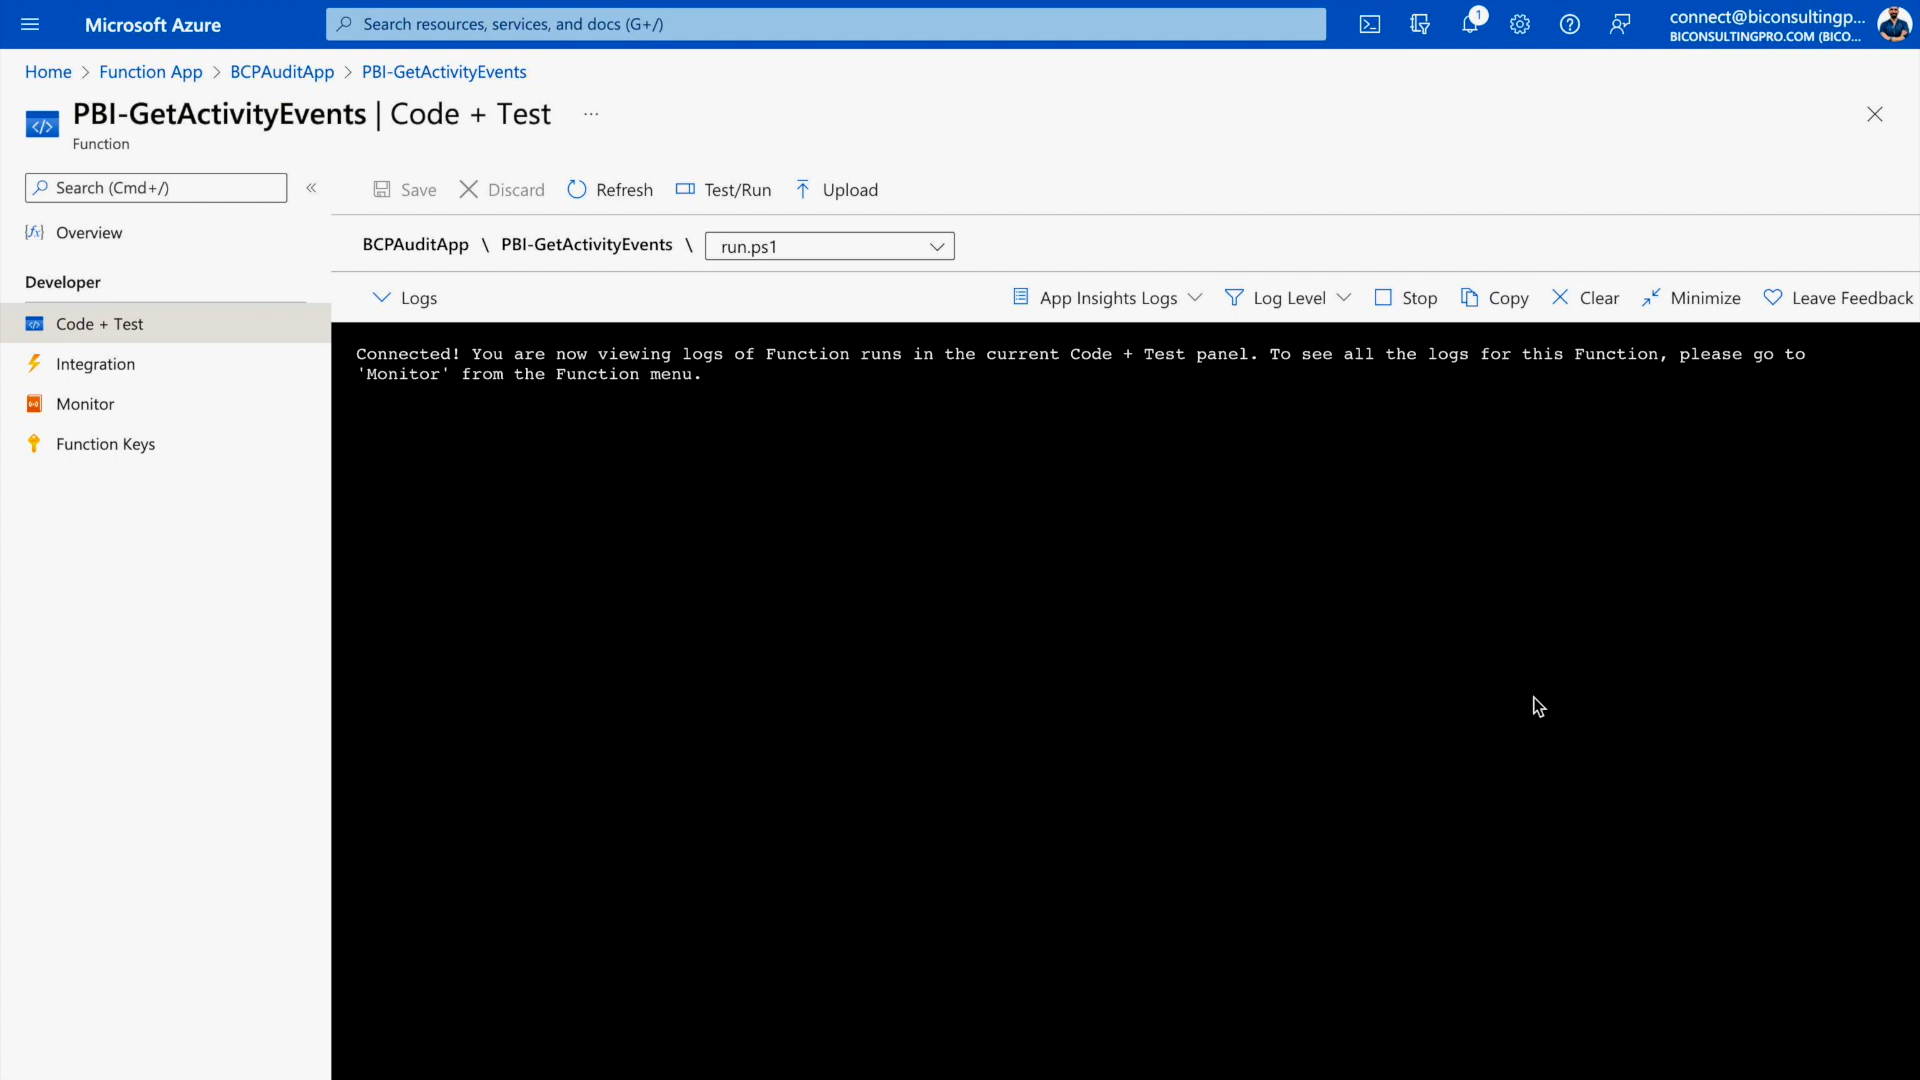 Microsoft Azure
Search resources, services, and docs (G+/)
1
connect@biconsultingp...
BICONSULTINGPRO.COM (BICO...
Home > Function App > BCPAuditApp > PBI-GetActivityEvents
PBI-GetActivityEvents | Code + Test ...
Function
Search (Cmd+/)
«
Save
Discard
Refresh
Test/Run
Upload
Overview
BCPAuditApp \ PBI-GetActivityEvents \ run.ps1
Developer
Logs
App Insights Logs
Log Level
Stop
Copy
Clear
Minimize
Leave Feedback
Code + Test
Integration
Monitor
Function Keys
Connected! You are now viewing logs of Function runs in the current Code + Test panel. To see all the logs for this Function, please go to
'Monitor' from the Function menu.